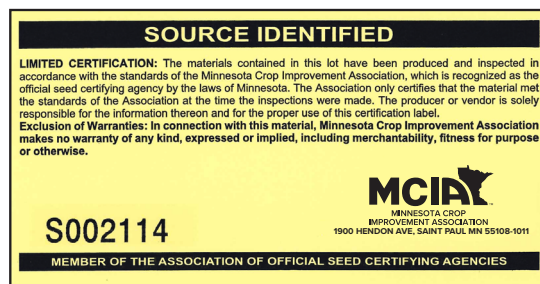 SOURCE IDENTIFIED
LIMITED CERTIFICATION: The materials contained in this lot have been produced and inspected in
accordance with the standards of the Minnesota Crop Improvement Association, which is recognized as the
official seed certifying agency by the laws of Minnesota. The Association only certifies that the material met
the standards of the Association at the time the inspections were made. The producer or vendor is solely
responsible for the information thereon and for the proper use of this certification label.
Exclusion of Warranties: In connection with this material, Minnesota Crop Improvement Association
makes no warranty of any kind, expressed or implied, including merchantability, fitness for purpose
or otherwise.
MCIA
MINNESOTA CROP
IMPROVEMENT ASSOCIATION
1900 HENDON AVE, SAINT PAUL MN 55108-1011
S002114
MEMBER OF THE ASSOCIATION OF OFFICIAL SEED CERTIFYING AGENCIES